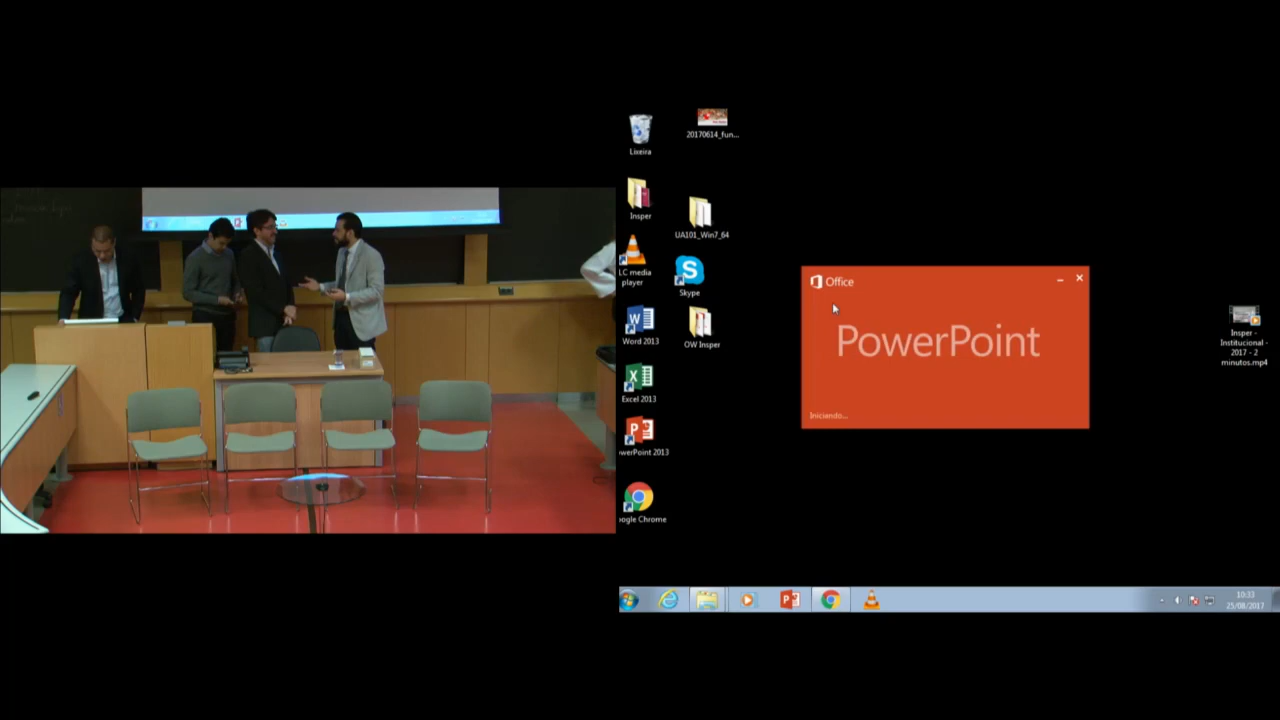 Lixeira
20170614_fun...
Insper
UA101_Win7_64
LC media
player
Skype
Word 2013
OW Insper
Excel 2013
werPoint 2013
oogle Chrome
Office
PowerPoint
Iniciando...
Insper -
Institucional -
2017 - 2
minutos.mp4
10:33
25/08/2017